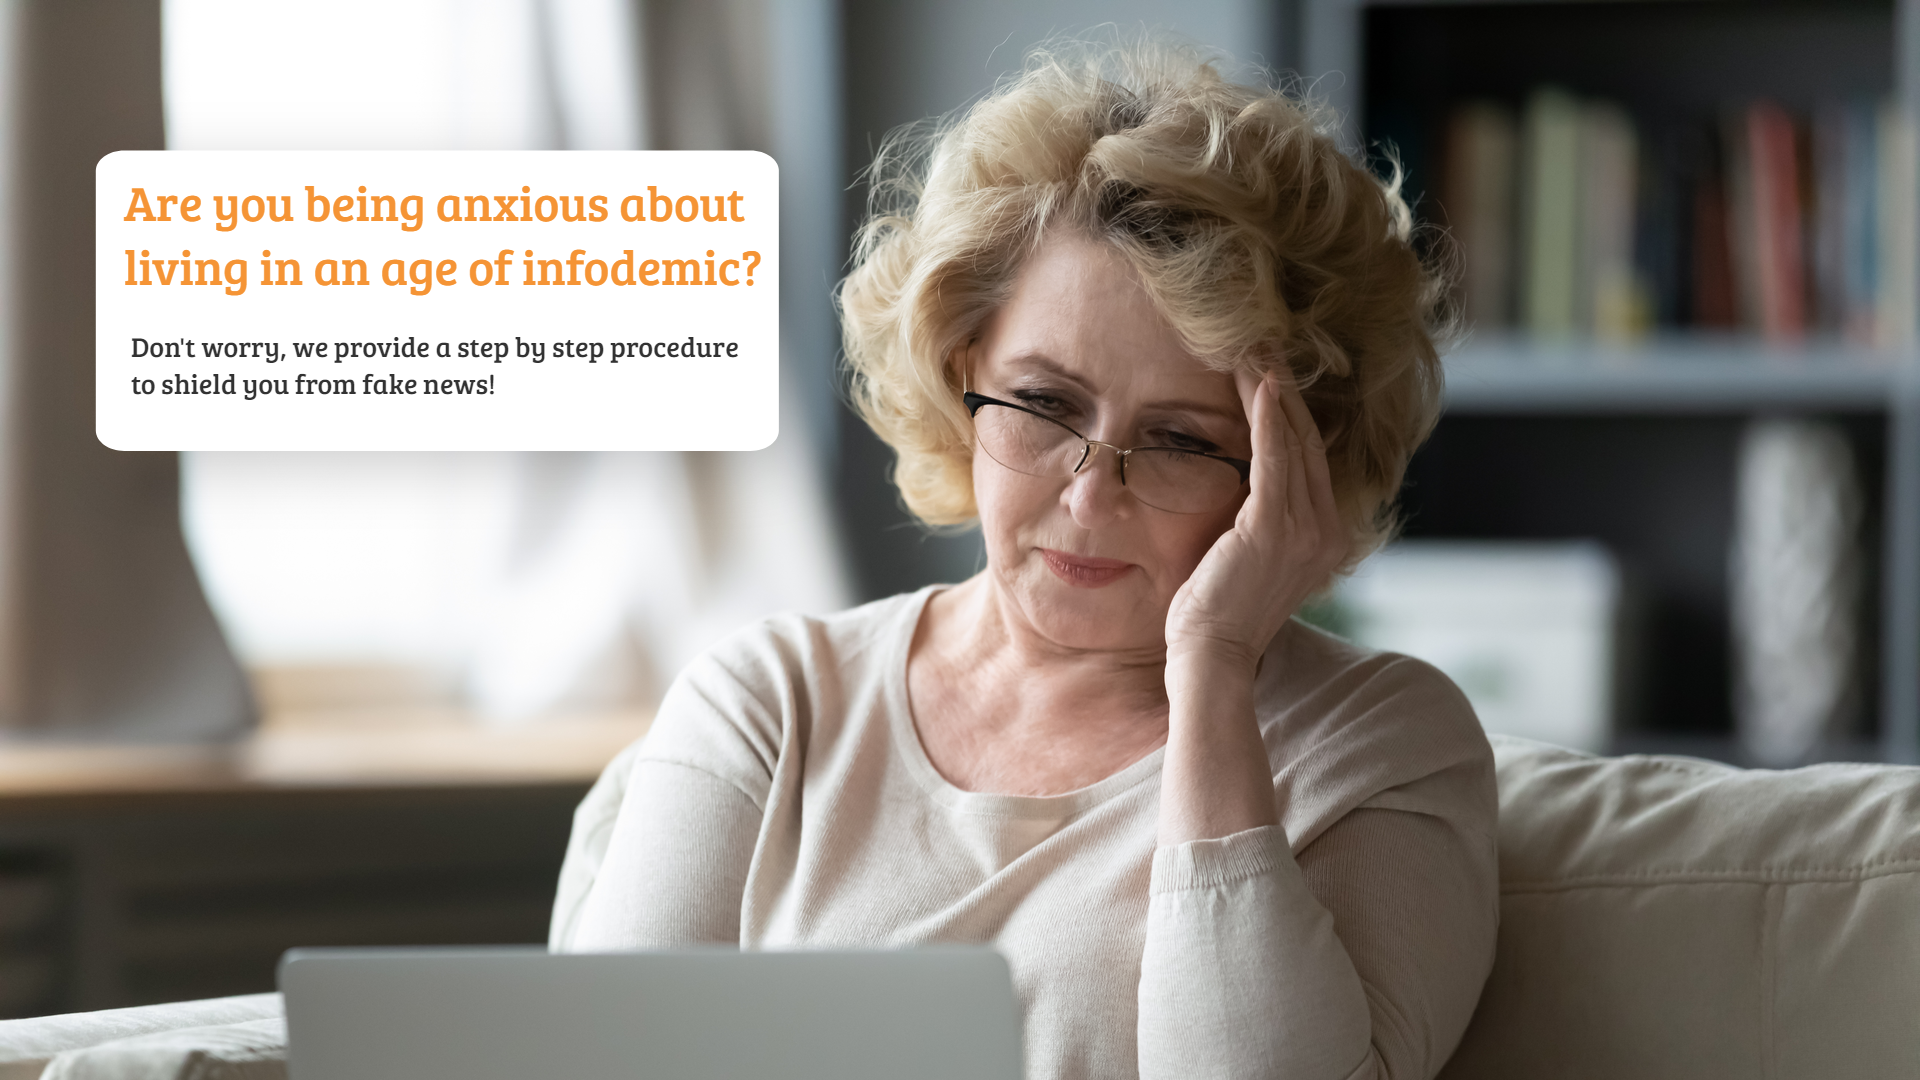 Are you being anxious about
living in an age of infodemic?
Don't worry, we provide a step by step procedure
to shield you from fake news!